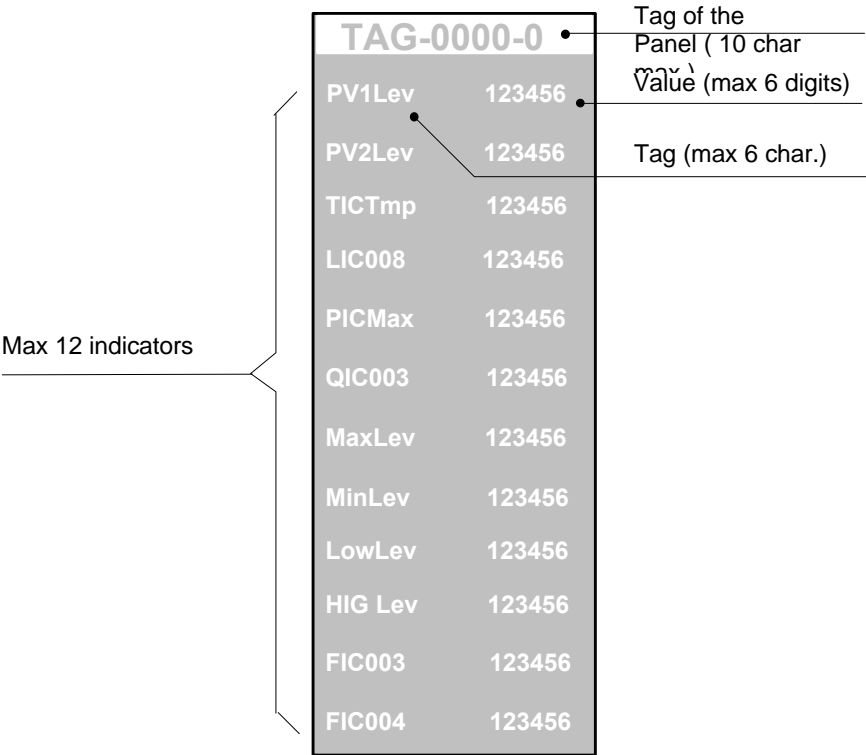 TAG-0000-0
Tag of the
Panel ( 10 char
max )
Value (max 6 digits)
PV1Lev 123456
PV2Lev 123456
Tag (max 6 char.)
TICTmp 123456
LIC008 123456
PICMax 123456
Max 12 indicators
QIC003 123456
MaxLev 123456
MinLev 123456
LowLev 123456
HIG Lev 123456
FIC003 123456
FIC004 123456